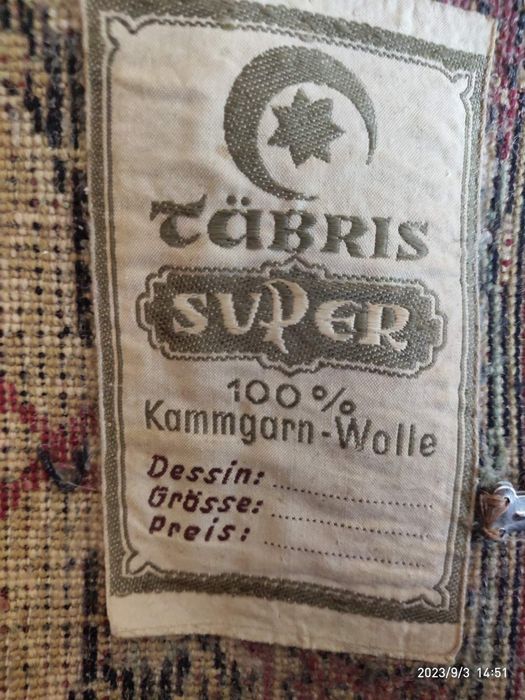 TÄBRIS
SUPER
100%
Kammgarn-Wolle
Dessin:
Grösse:
Preis:
2023/9/3 14:51